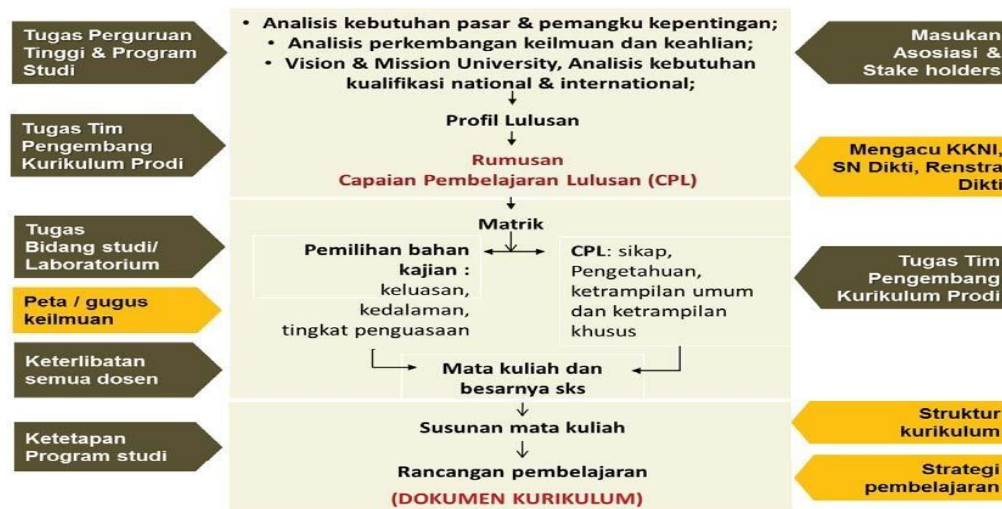 Tugas Perguruan
Tinggi & Program
Studi
• Analisis kebutuhan pasar & pemangku kepentingan;
• Analisis perkembangan keilmuan dan keahlian;
• Vision & Mission University, Analisis kebutuhan
kualifikasi national & international;
Masukan
Asosiasi &
Stake holders
Profil Lulusan
Tugas Tim
Pengembang
Kurikulum Prodi
Rumusan
Capaian Pembelajaran Lulusan (CPL)
Mengacu KKNI,
SN Dikti, Renstra
Dikti
Matrik
Tugas
Bidang studi/
Laboratorium
Pemilihan bahan
kajian :
keluasan,
kedalaman,
tingkat penguasaan
CPL: sikap,
Pengetahuan,
ketrampilan umum
dan ketrampilan
khusus
Tugas Tim
Pengembang
Kurikulum Prodi
Peta / gugus
keilmuan
Keterlibatan
semua dosen
Mata kuliah dan
besarnya sks
Susunan mata kuliah
Struktur
kurikulum
Ketetapan
Program studi
Rancangan pembelajaran
(DOKUMEN KURIKULUM)
Strategi
pembelajaran